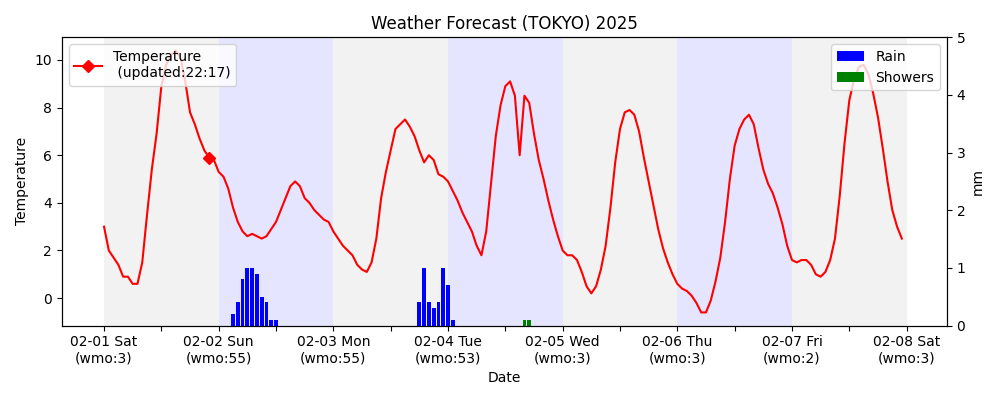 Weather Forecast (TOKYO) 2025
Temperature
(updated:22:17)
Rain
Showers
10
8
6
4
2
0
Temperature
5
4
3
2
1
0
mm
02-01 Sat
(wmo:3)
02-02 Sun
(wmo:55)
02-03 Mon
(wmo:55)
02-04 Tue
(wmo:53)
02-05 Wed
(wmo:3)
02-06 Thu
(wmo:3)
02-07 Fri
(wmo:2)
02-08 Sat
(wmo:3)
Date